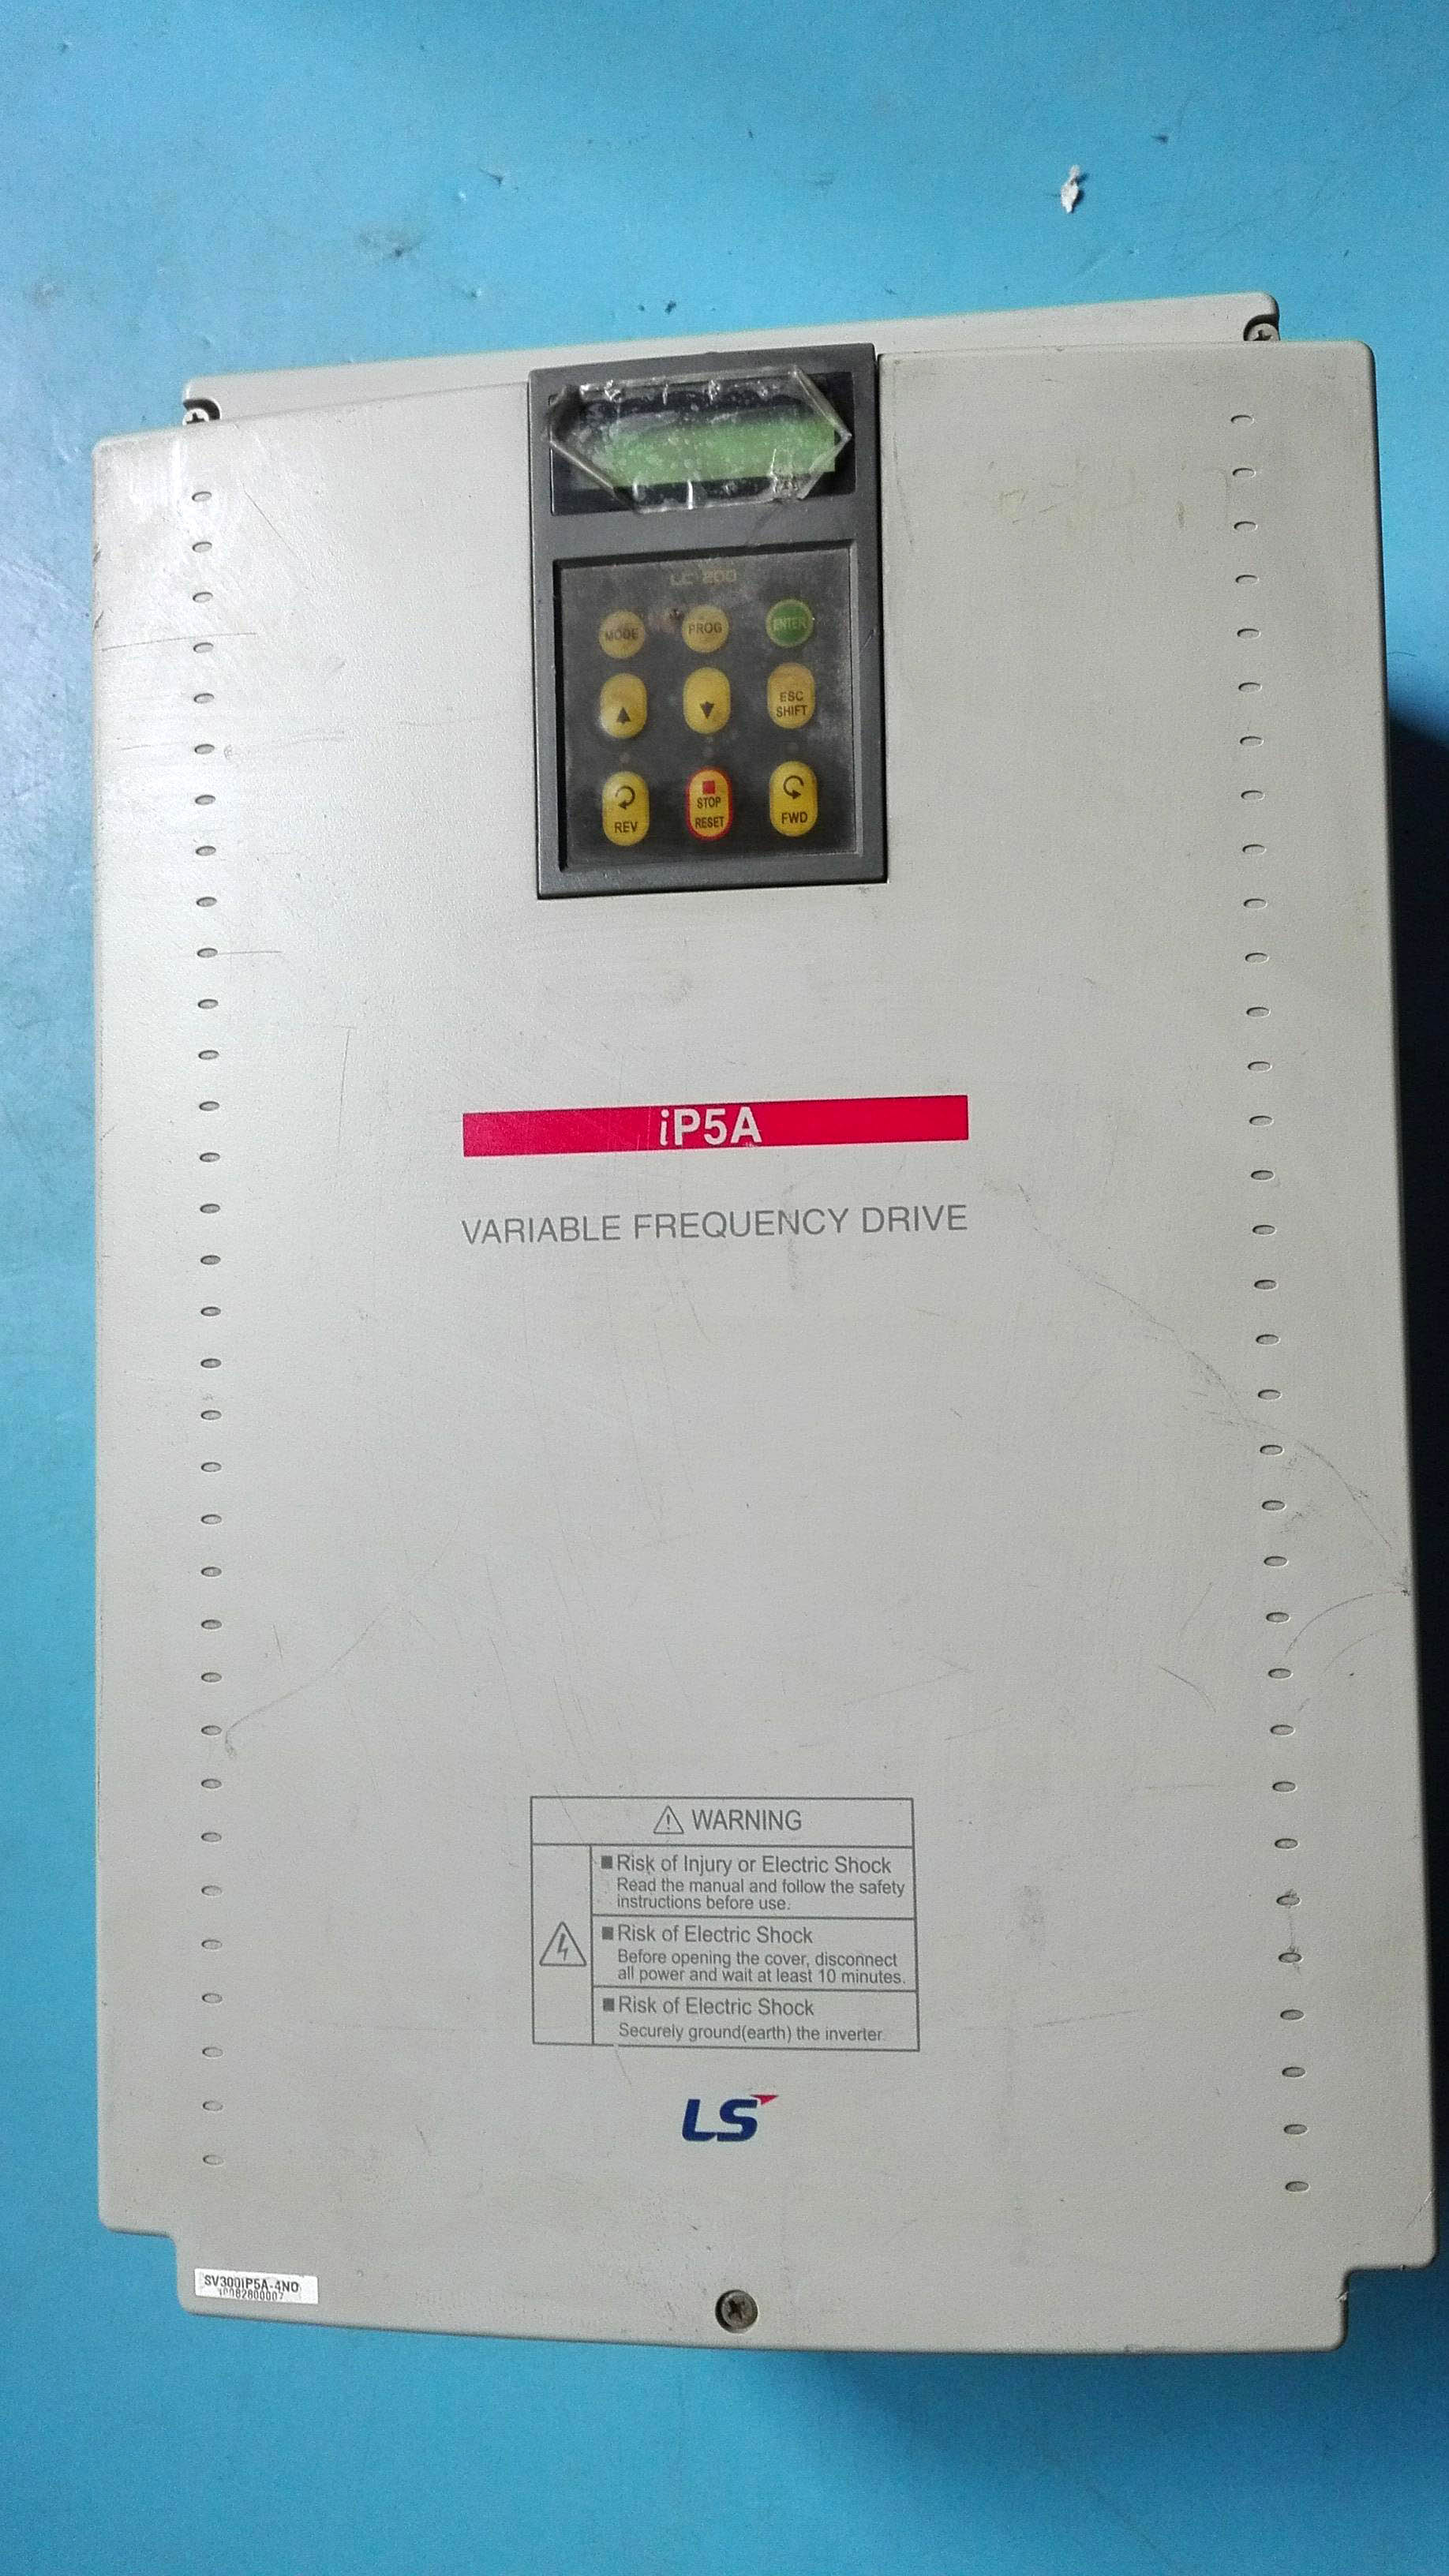 LC 200
MODE PROG ENTER
ESC
SHIFT
REV STOP RESET FWD
iP5A
VARIABLE FREQUENCY DRIVE
WARNING
Risk of Injury or Electric Shock
Read the manual and follow the safety
instructions before use.
Risk of Electric Shock
Before opening the cover, disconnect
all power and wait at least 10 minutes.
Risk of Electric Shock
Securely ground(earth) the inverter.
LS
SV300iP5A-4NO